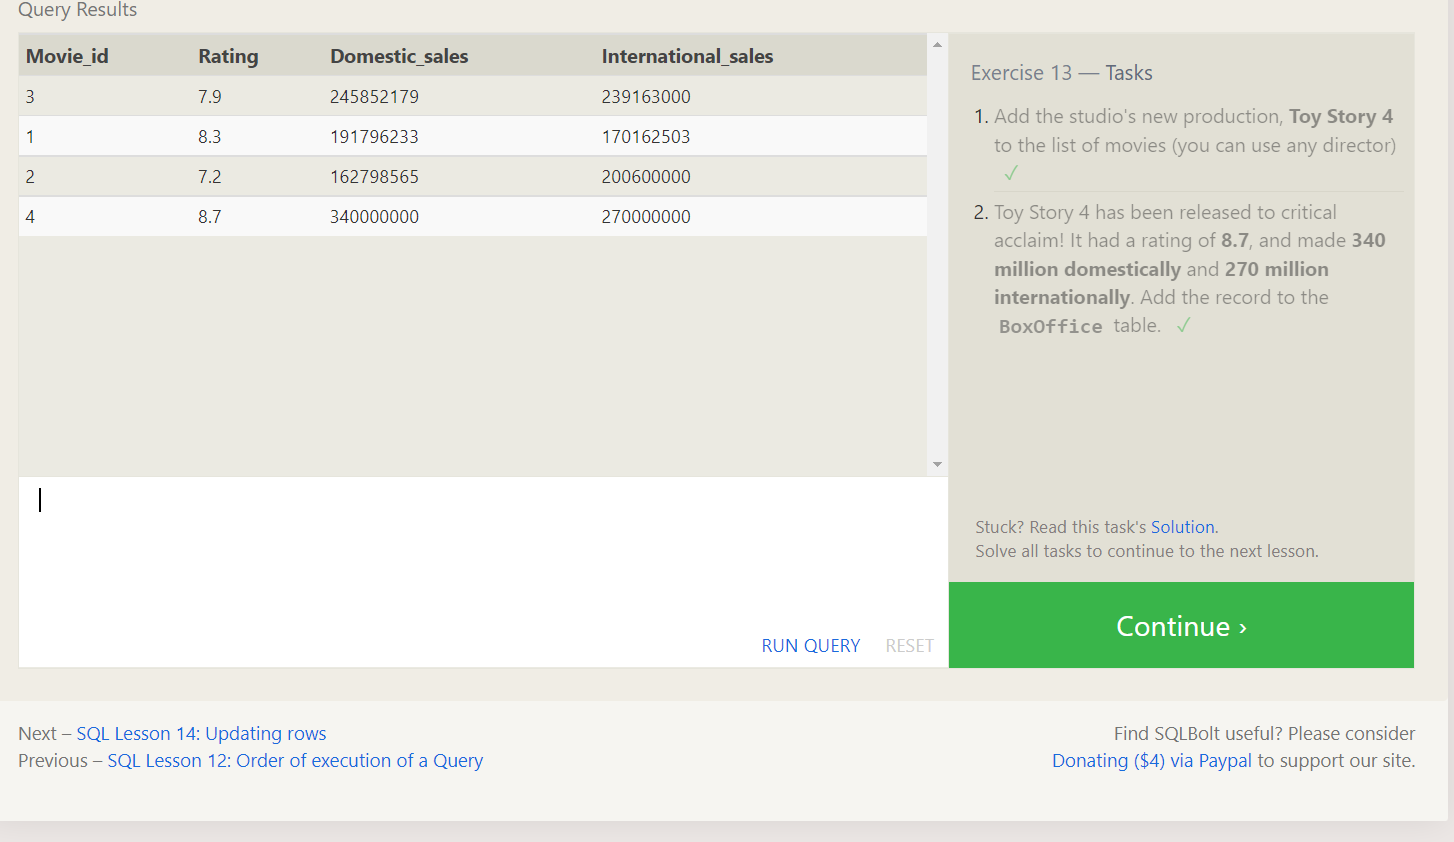 Query Results
Movie_id Rating Domestic_sales International_sales
3 7.9 245852179 239163000
1 8.3 191796233 170162503
2 7.2 162798565 200600000
4 8.7 340000000 270000000
RUN QUERY RESET
Exercise 13 — Tasks
1. Add the studio's new production, Toy Story 4
to the list of movies (you can use any director)
✓
2. Toy Story 4 has been released to critical
acclaim! It had a rating of 8.7, and made 340
million domestically and 270 million
internationally. Add the record to the
BoxOffice table. ✓
Stuck? Read this task's Solution.
Solve all tasks to continue to the next lesson.
Continue ›
Next – SQL Lesson 14: Updating rows
Previous – SQL Lesson 12: Order of execution of a Query
Find SQLBolt useful? Please consider
Donating ($4) via Paypal to support our site.